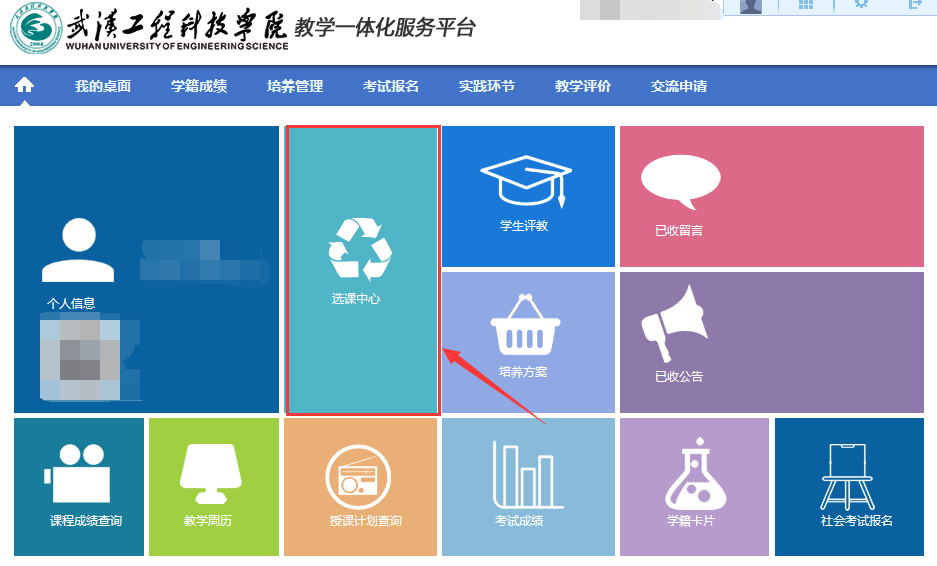 武汉工程科技学院 教学一体化服务平台
WUHAN UNIVERSITY OF ENGINEERING SCIENCE
2004
我的桌面 学籍成绩 培养管理 考试报名 实践环节 教学评价 交流申请
个人信息
选课中心
学生评教
已收留言
培养方案
已收公告
课程成绩查询
教学周历
授课计划查询
考试成绩
学籍卡片
社会考试报名